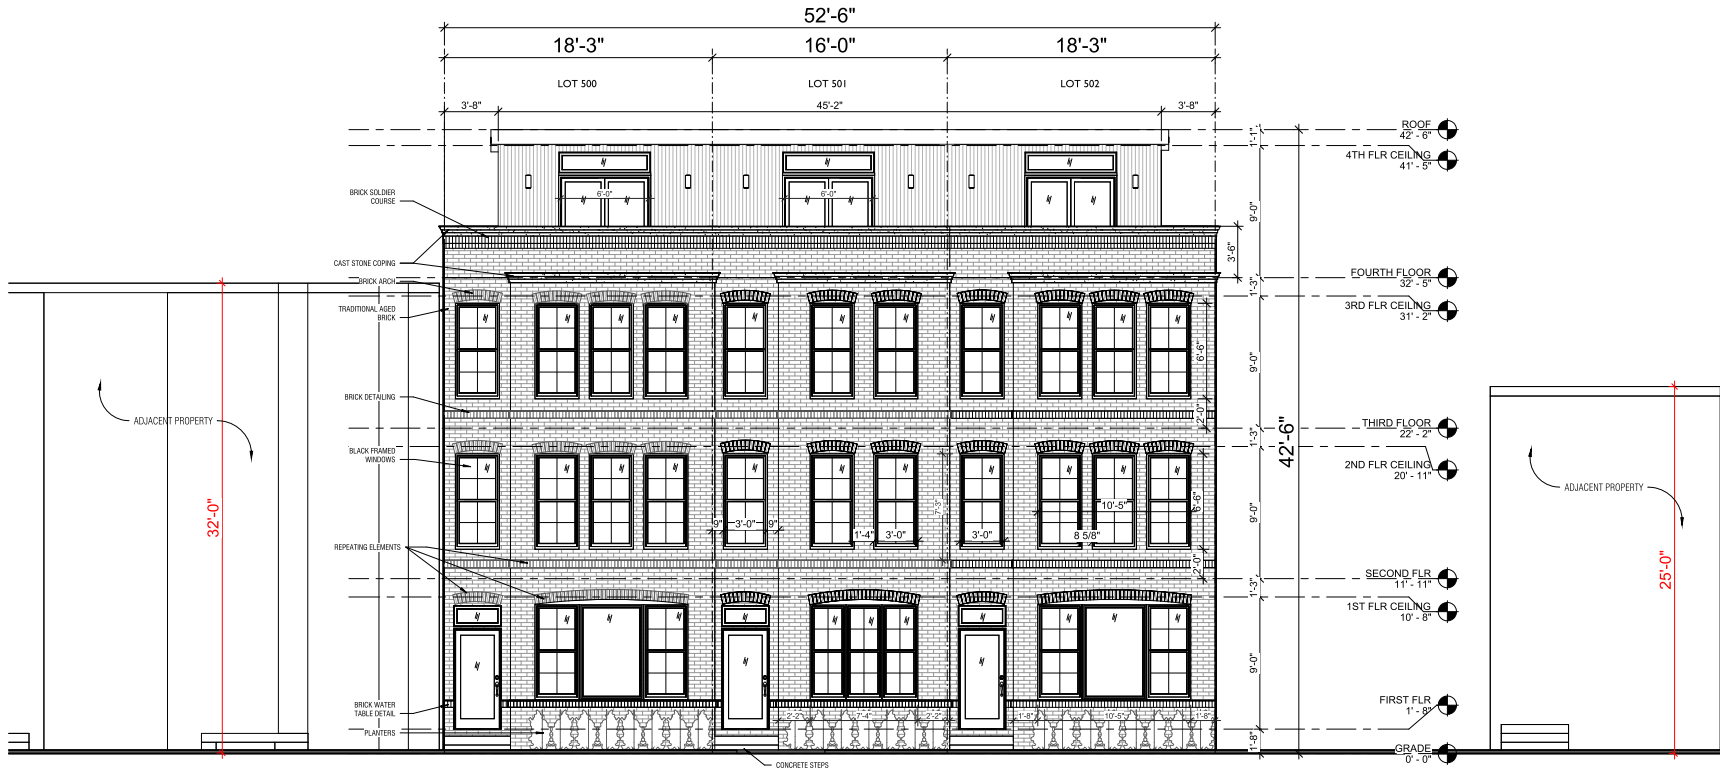 52'-6"
18'-3"
16'-0"
18'-3"
LOT 500
LOT 501
LOT 502
3'-8"
45'-2"
3'-8"
ROOF
42' - 6"
1'-1"
4TH FLR CEILING
41' - 5"
6'-0"
6'-0"
BRICK SOLDIER
COURSE
9'-0"
3'-6"
CAST STONE COPING
BRICK ARCH
FOURTH FLOOR
32' - 5"
1'-3"
TRADITIONAL AGED
BRICK
3RD FLR CEILING
31' - 2"
6'-6"
9'-0"
BRICK DETAILING
2'-0"
ADJACENT PROPERTY
THIRD FLOOR
22' - 2"
1'-3"
42'-6"
BLACK FRAMED
WINDOWS
2ND FLR CEILING
20' - 11"
32'-0"
7'-3"
10'-5"
6'-6"
9'-0"
ADJACENT PROPERTY
9"
3'-0"
9"
1'-4"
3'-0"
3'-0"
8 5/8"
REPEATING ELEMENTS
2'-0"
SECOND FLR
11' - 11"
1'-3"
25'-0"
1ST FLR CEILING
10' - 8"
9'-0"
BRICK WATER
TABLE DETAIL
FIRST FLR
1' - 8"
2'-2"
7'-4"
2'-2"
1'-8"
10'-5"
1'-8"
PLANTERS
1'-8"
GRADE
0' - 0"
CONCRETE STEPS